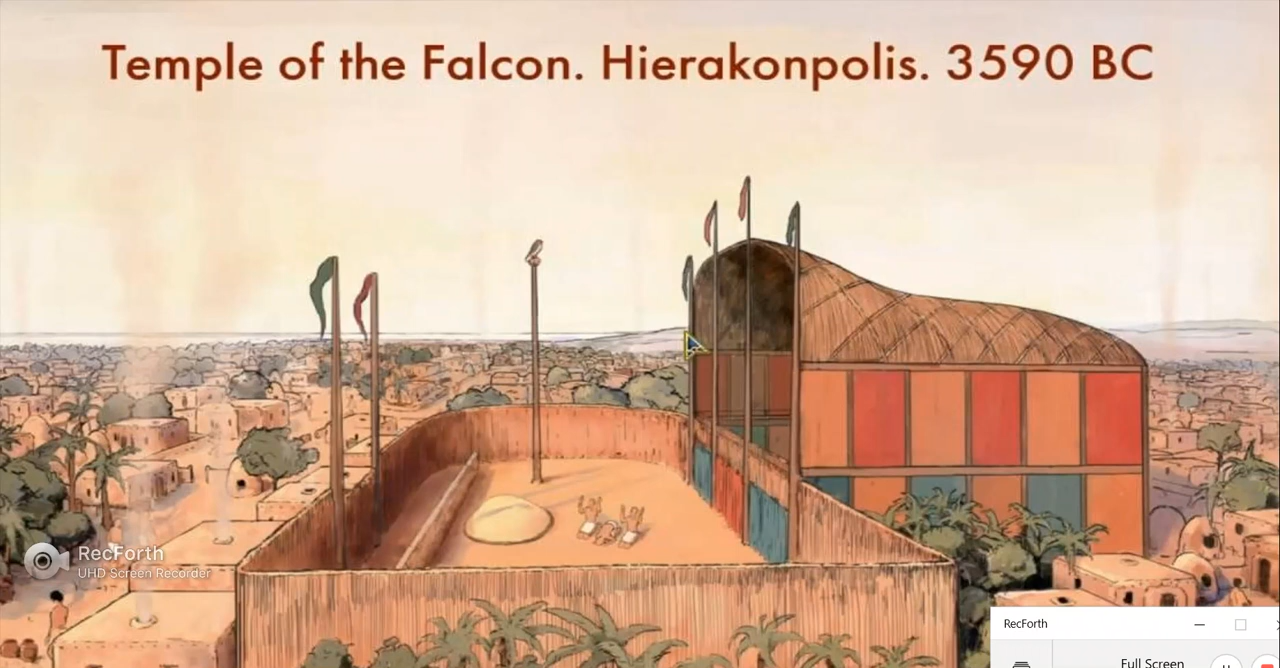 Temple of the Falcon. Hierakonpolis. 3590 BC
RecForth
UHD Screen Recorder
RecForth
Full Screen